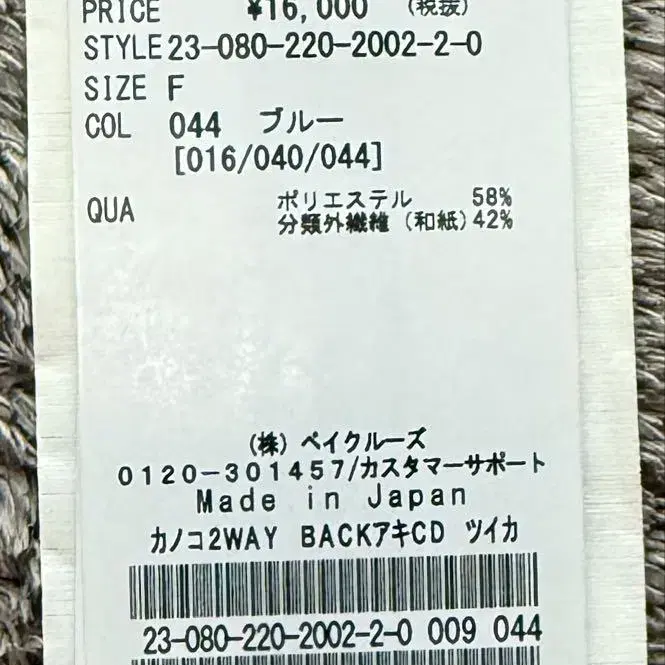 PRICE ¥16,000 (税抜)
STYLE 23-080-220-2002-2-0
SIZE F
COL 044 ブルー
[016/040/044]
QUA ポリエステル 58%
分類外繊維 (和紙) 42%
(株) ベイクルーズ
0120-301457/カスタマーサポート
Made in Japan
カノコ2WAY BACKアキCD ツイカ
23-080-220-2002-2-0 009 044